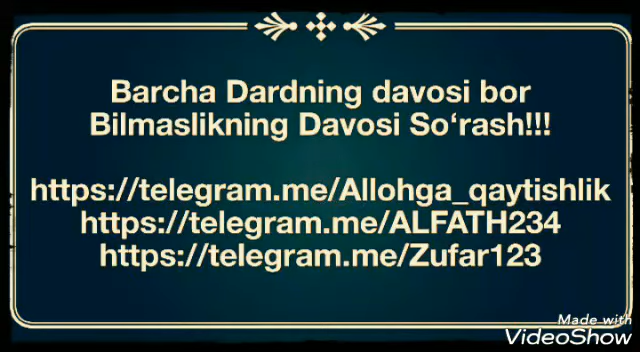 Barcha Dardning davosi bor
Bilmaslikning Davosi So‘rash!!!
https://telegram.me/Allohga_qaytishlik
https://telegram.me/ALFATH234
https://telegram.me/Zufar123
Made with
VideoShow